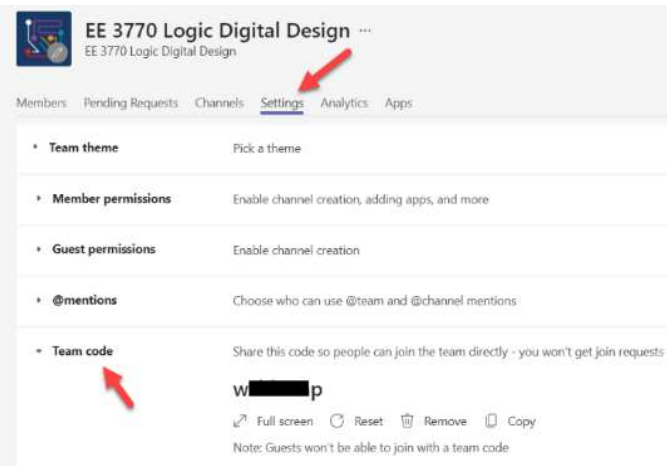 EE 3770 Logic Digital Design ...
EE 3770 Logic Digital Design
Members Pending Requests Channels Settings Analytics Apps
Team theme Pick a theme
Member permissions Enable channel creation, adding apps, and more
Guest permissions Enable channel creation
@mentions Choose who can use @team and @channel mentions
Team code Share this code so people can join the team directly - you won't get join requests
w p
Full screen Reset Remove Copy
Note: Guests won't be able to join with a team code